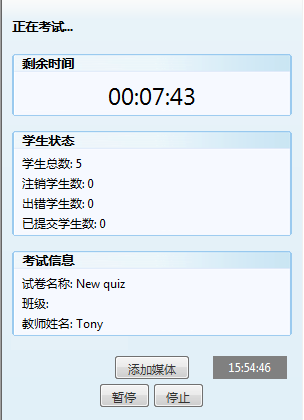 正在考试...
剩余时间
00:07:43
学生状态
学生总数: 5
注销学生数: 0
出错学生数: 0
已提交学生数: 0
考试信息
试卷名称: New quiz
班级:
教师姓名: Tony
添加媒体
15:54:46
暂停 停止